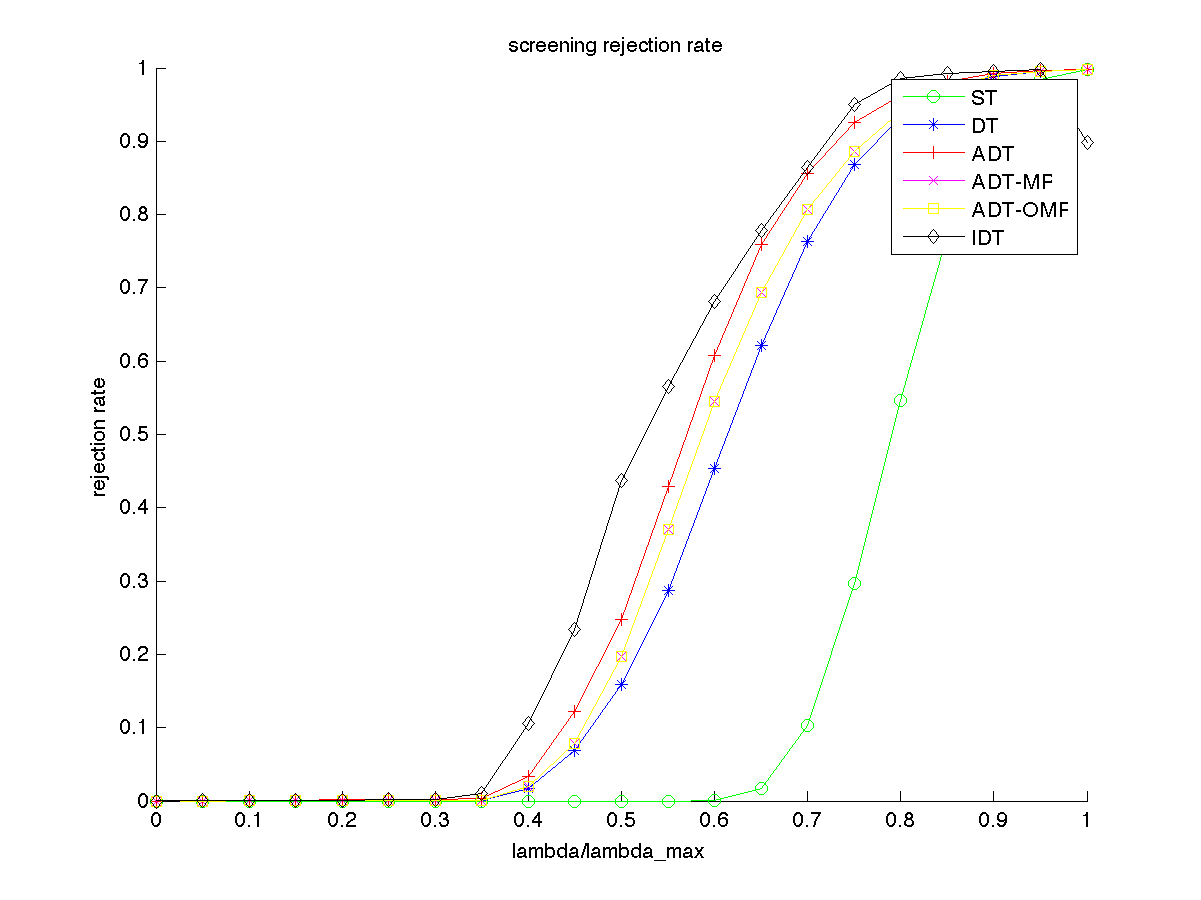 screening rejection rate
1
0.9
0.8
0.7
0.6
0.5
0.4
0.3
0.2
0.1
0
rejection rate
ST
DT
ADT
ADT-MF
ADT-OMF
IDT
0 0.1 0.2 0.3 0.4 0.5 0.6 0.7 0.8 0.9 1
lambda/lambda_max